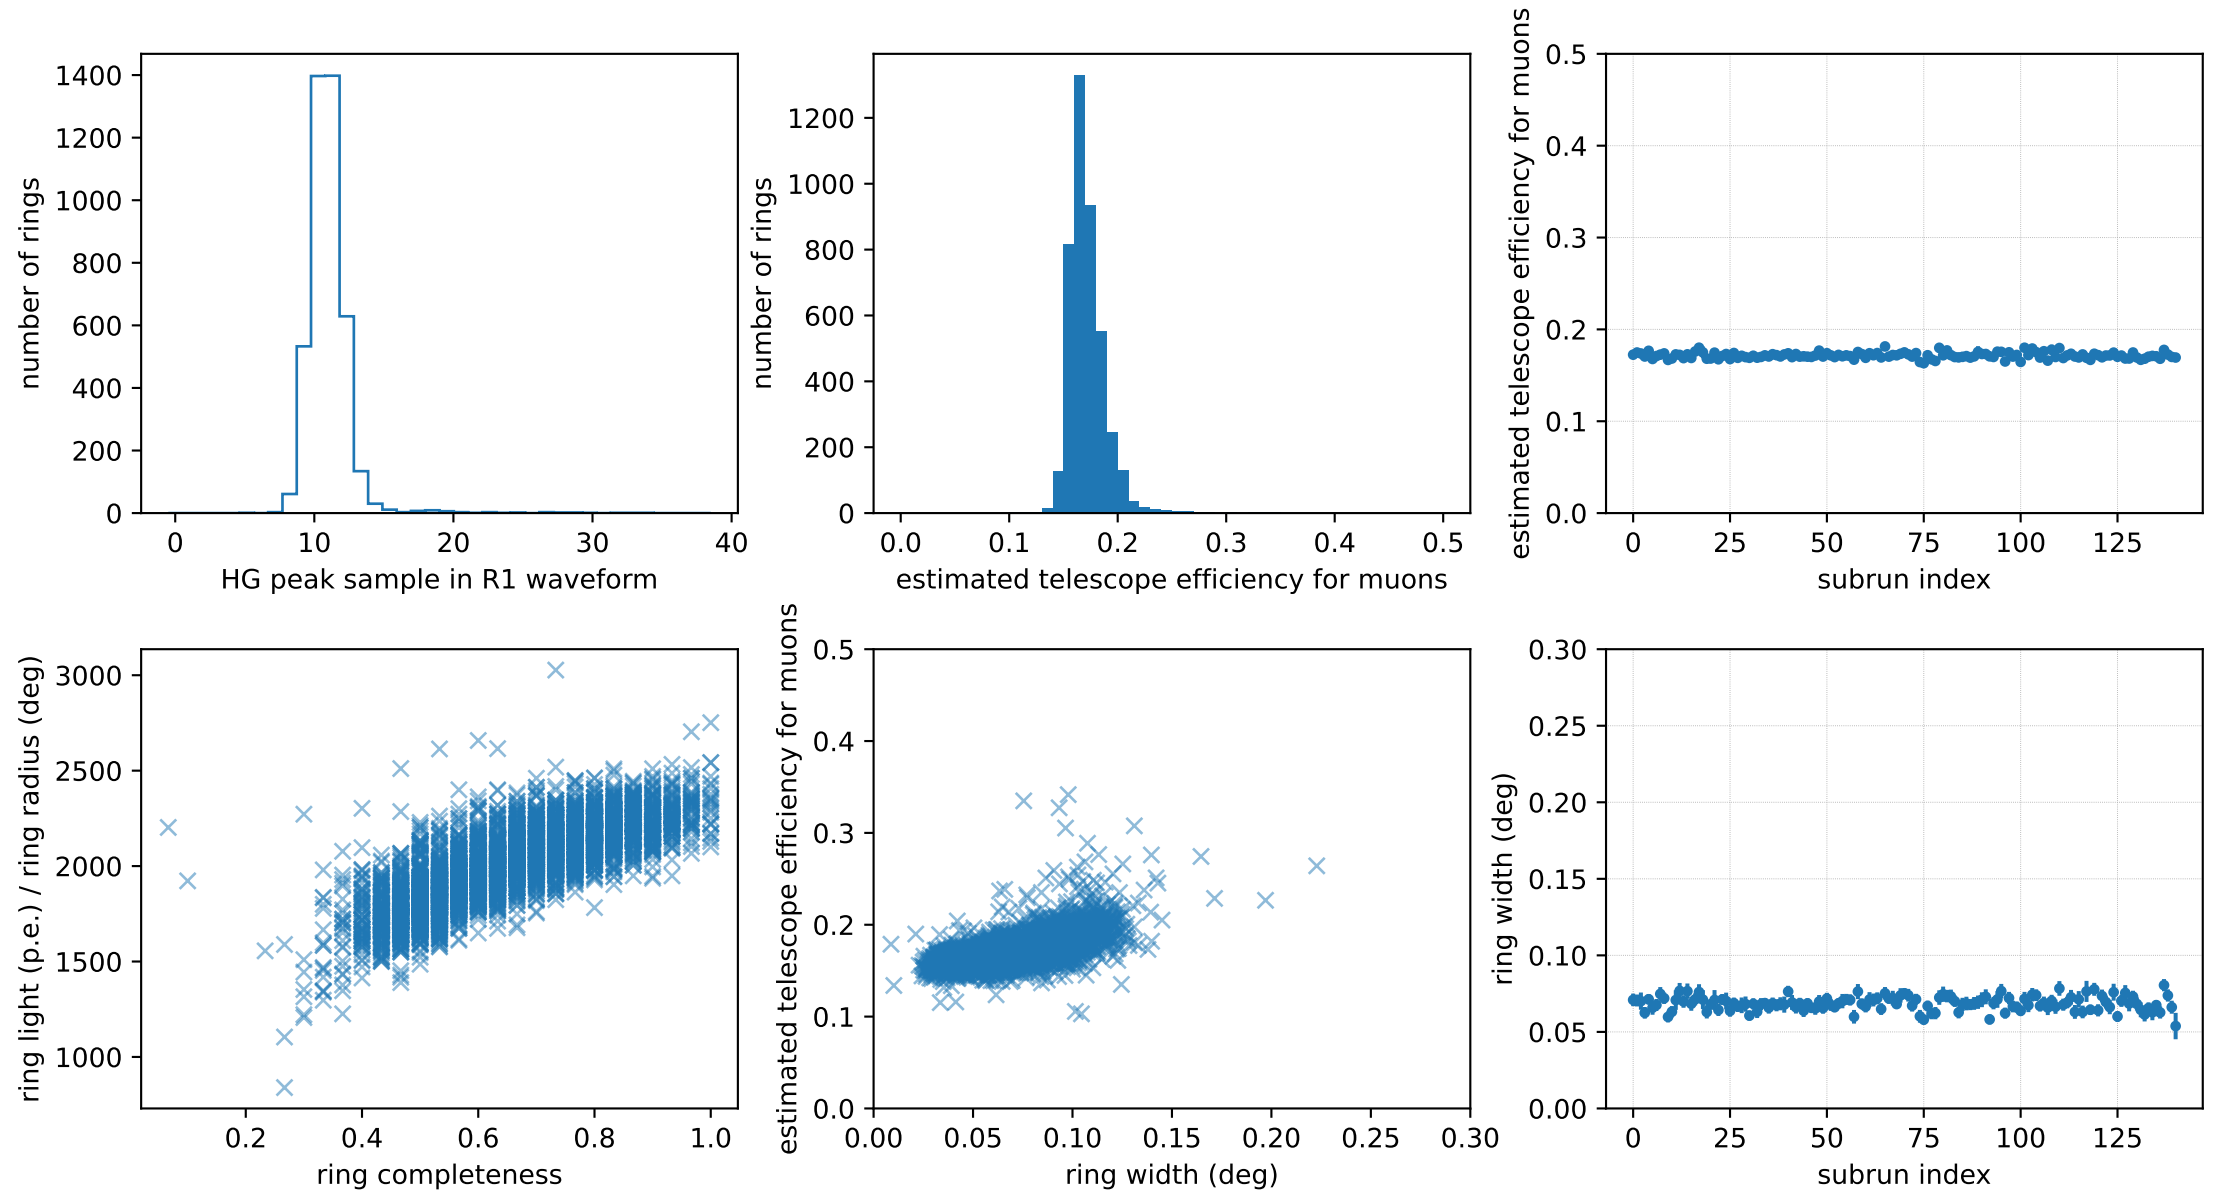 1400
1200
1000
800
600
400
200
0
number of rings
0 10 20 30 40
HG peak sample in R1 waveform
1200
1000
800
600
400
200
0
number of rings
0.0 0.1 0.2 0.3 0.4 0.5
estimated telescope efficiency for muons
0.5
0.4
0.3
0.2
0.1
0.0
estimated telescope efficiency for muons
0 25 50 75 100 125
subrun index
3000
2500
2000
1500
1000
ring light (p.e.) / ring radius (deg)
0.2 0.4 0.6 0.8 1.0
ring completeness
0.5
0.4
0.3
0.2
0.1
0.0
estimated telescope efficiency for muons
0.00 0.05 0.10 0.15 0.20 0.25 0.30
ring width (deg)
0.30
0.25
0.20
0.15
0.10
0.05
0.00
ring width (deg)
0 25 50 75 100 125
subrun index